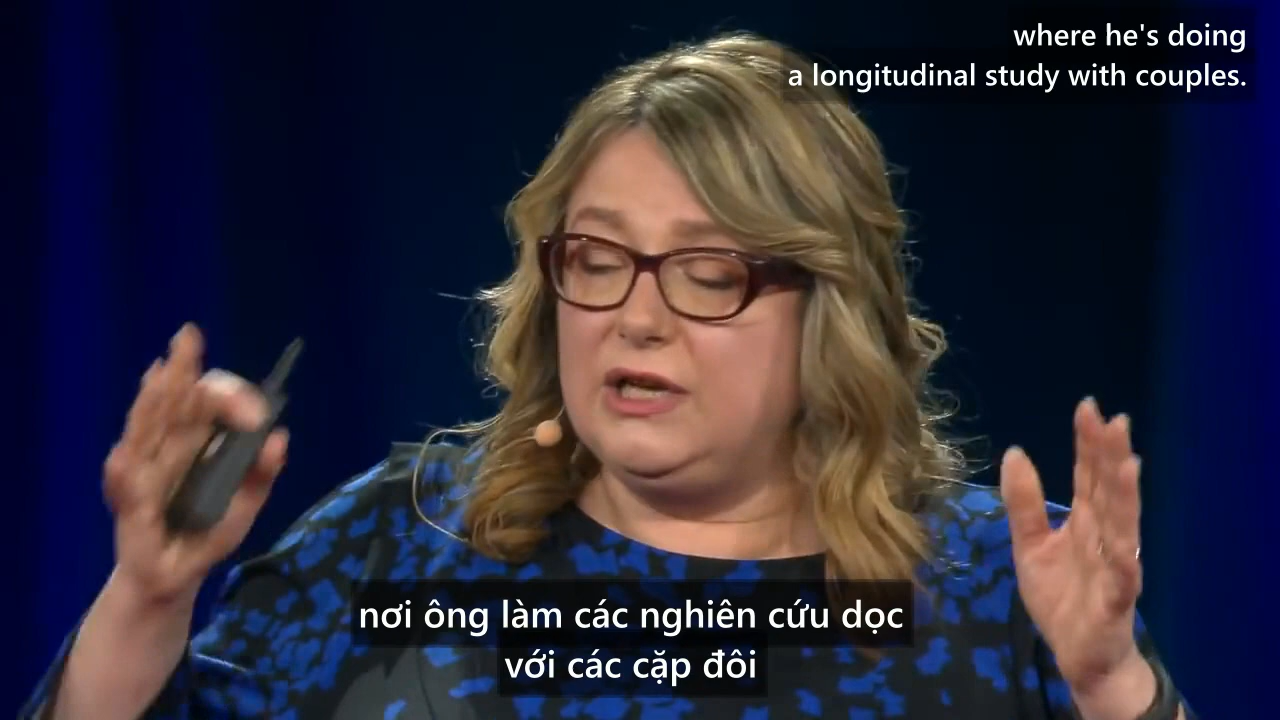 where he's doing
a longitudinal study with couples.
nơi ông làm các nghiên cứu dọc
với các cặp đôi